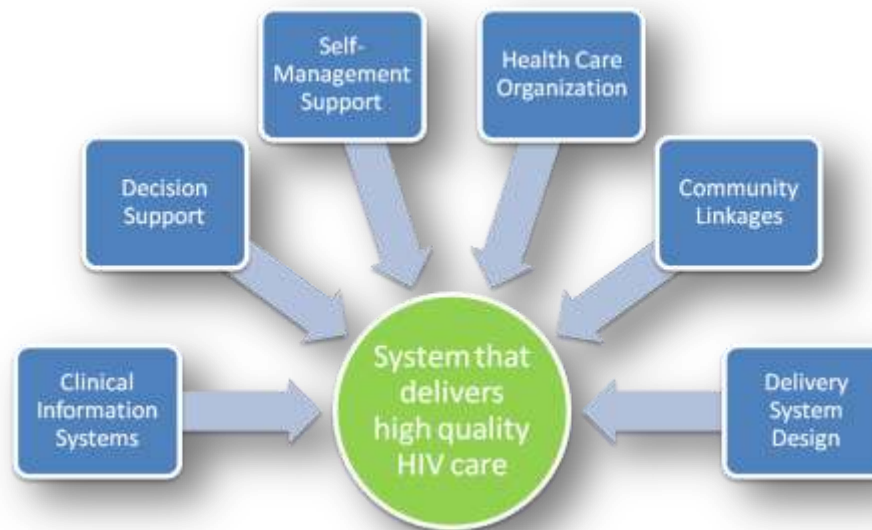 Self-
Management
Support
Health Care
Organization
Decision
Support
Community
Linkages
Clinical
Information
Systems
System that
delivers
high quality
HIV care
Delivery
System
Design